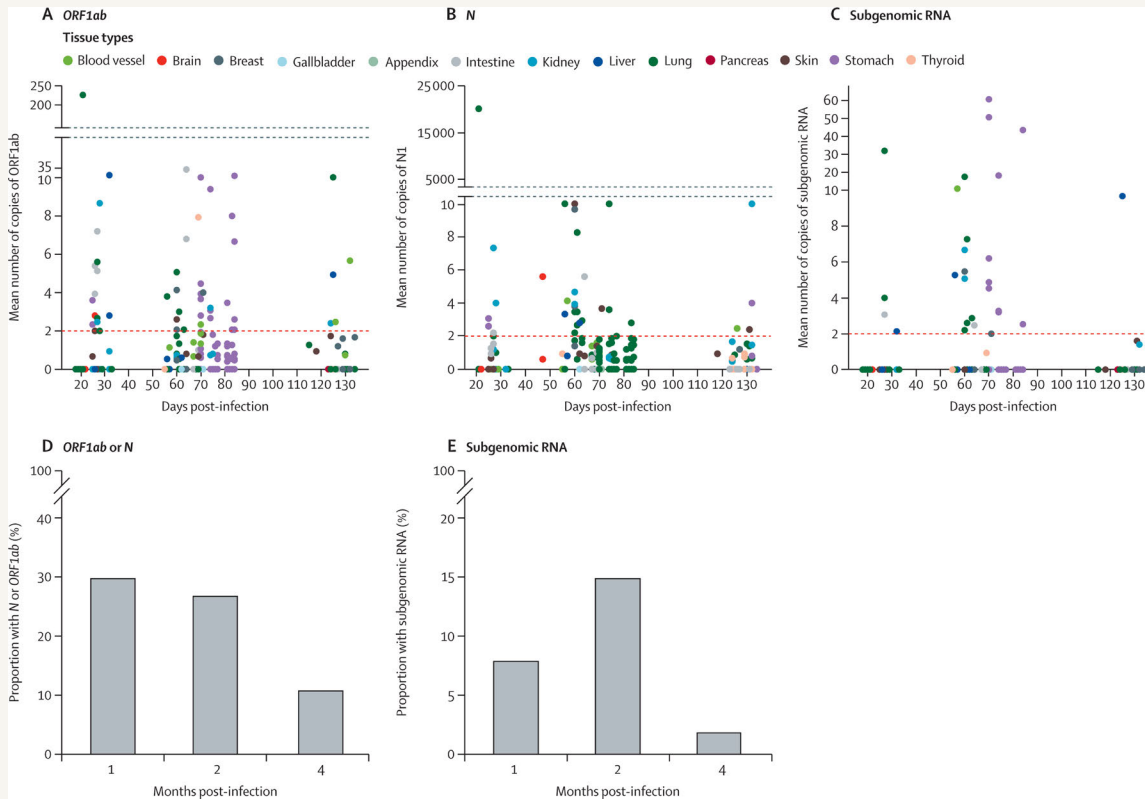 A ORF1ab
B N
C Subgenomic RNA
Tissue types
Blood vessel Brain Breast Gallbladder Appendix Intestine Kidney Liver Lung Pancreas Skin Stomach Thyroid
Mean number of copies of ORF1ab
250
200
35
10
8
6
4
2
0
20 30 40 50 60 70 80 90 100 110 120 130
Days post-infection
Mean number of copies of N1
25000
15000
5000
10
8
6
4
2
0
20 30 40 50 60 70 80 90 100 110 120 130
Days post-infection
Mean number of copies of subgenomic RNA
60
50
40
30
20
10
8
6
4
2
0
20 30 40 50 60 70 80 90 100 110 120 130
Days post-infection
D ORF1ab or N
Proportion with N or ORF1ab (%)
100
40
30
20
10
0
1 2 4
Months post-infection
E Subgenomic RNA
Proportion with subgenomic RNA (%)
100
20
15
10
5
0
1 2 4
Months post-infection